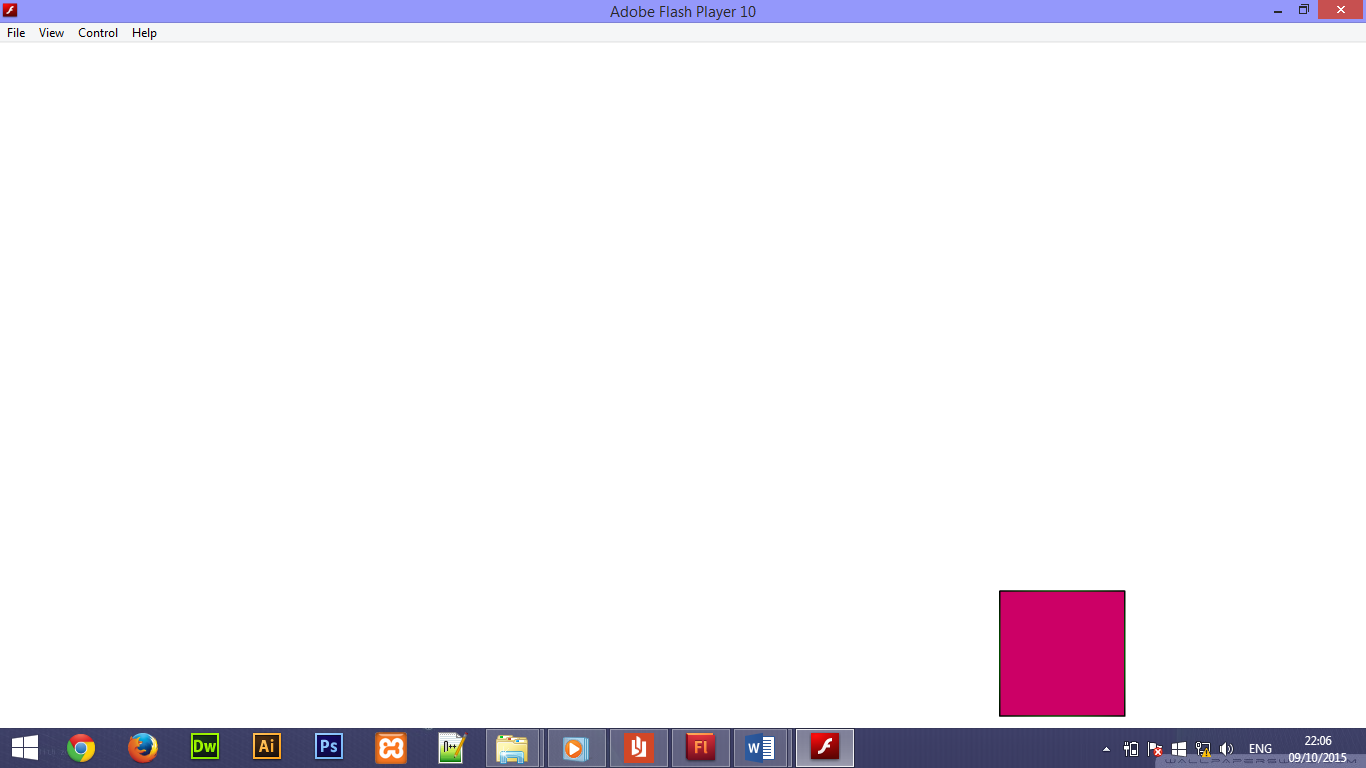 Adobe Flash Player 10
File View Control Help
Dw Ai Ps Fl W
ENG
22:06
09/10/2015